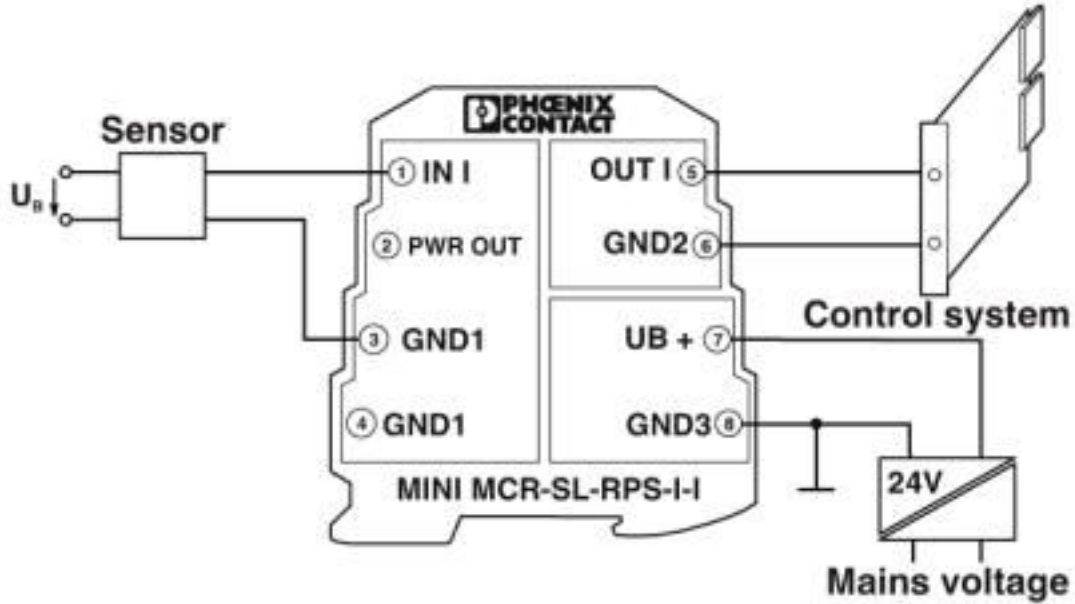 PHŒNIX
CONTACT
Sensor
U_B
① IN I
OUT I ⑤
② PWR OUT
GND2 ⑥
Control system
③ GND1
UB + ⑦
④ GND1
GND3 ⑧
24V
MINI MCR-SL-RPS-I-I
Mains voltage